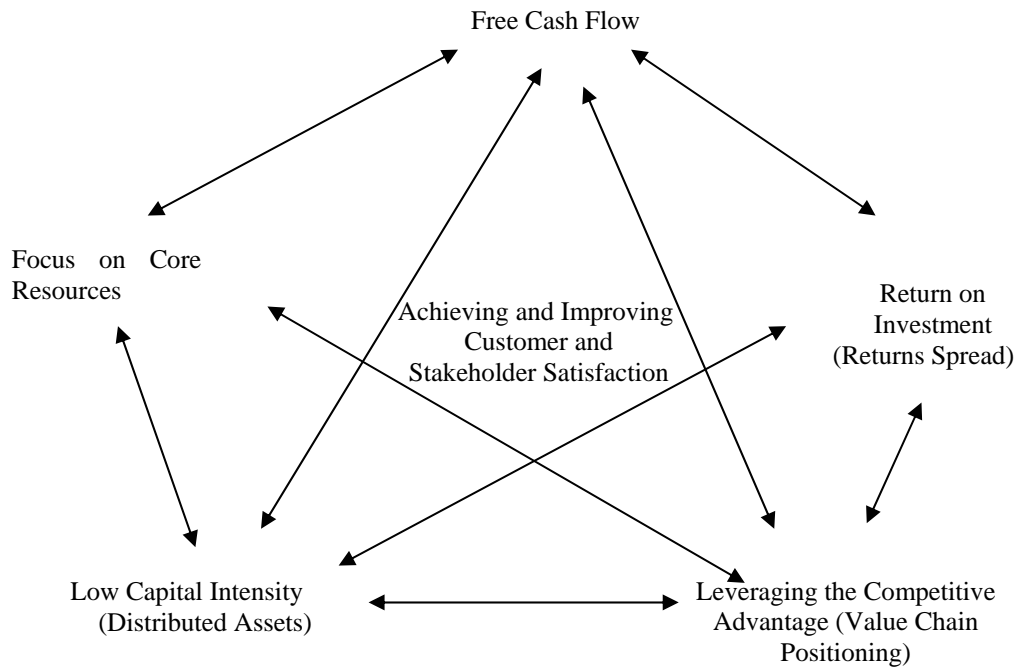 Free Cash Flow
Focus on Core
Resources
Achieving and Improving
Customer and
Stakeholder Satisfaction
Return on
Investment
(Returns Spread)
Low Capital Intensity
(Distributed Assets)
Leveraging the Competitive
Advantage (Value Chain
Positioning)